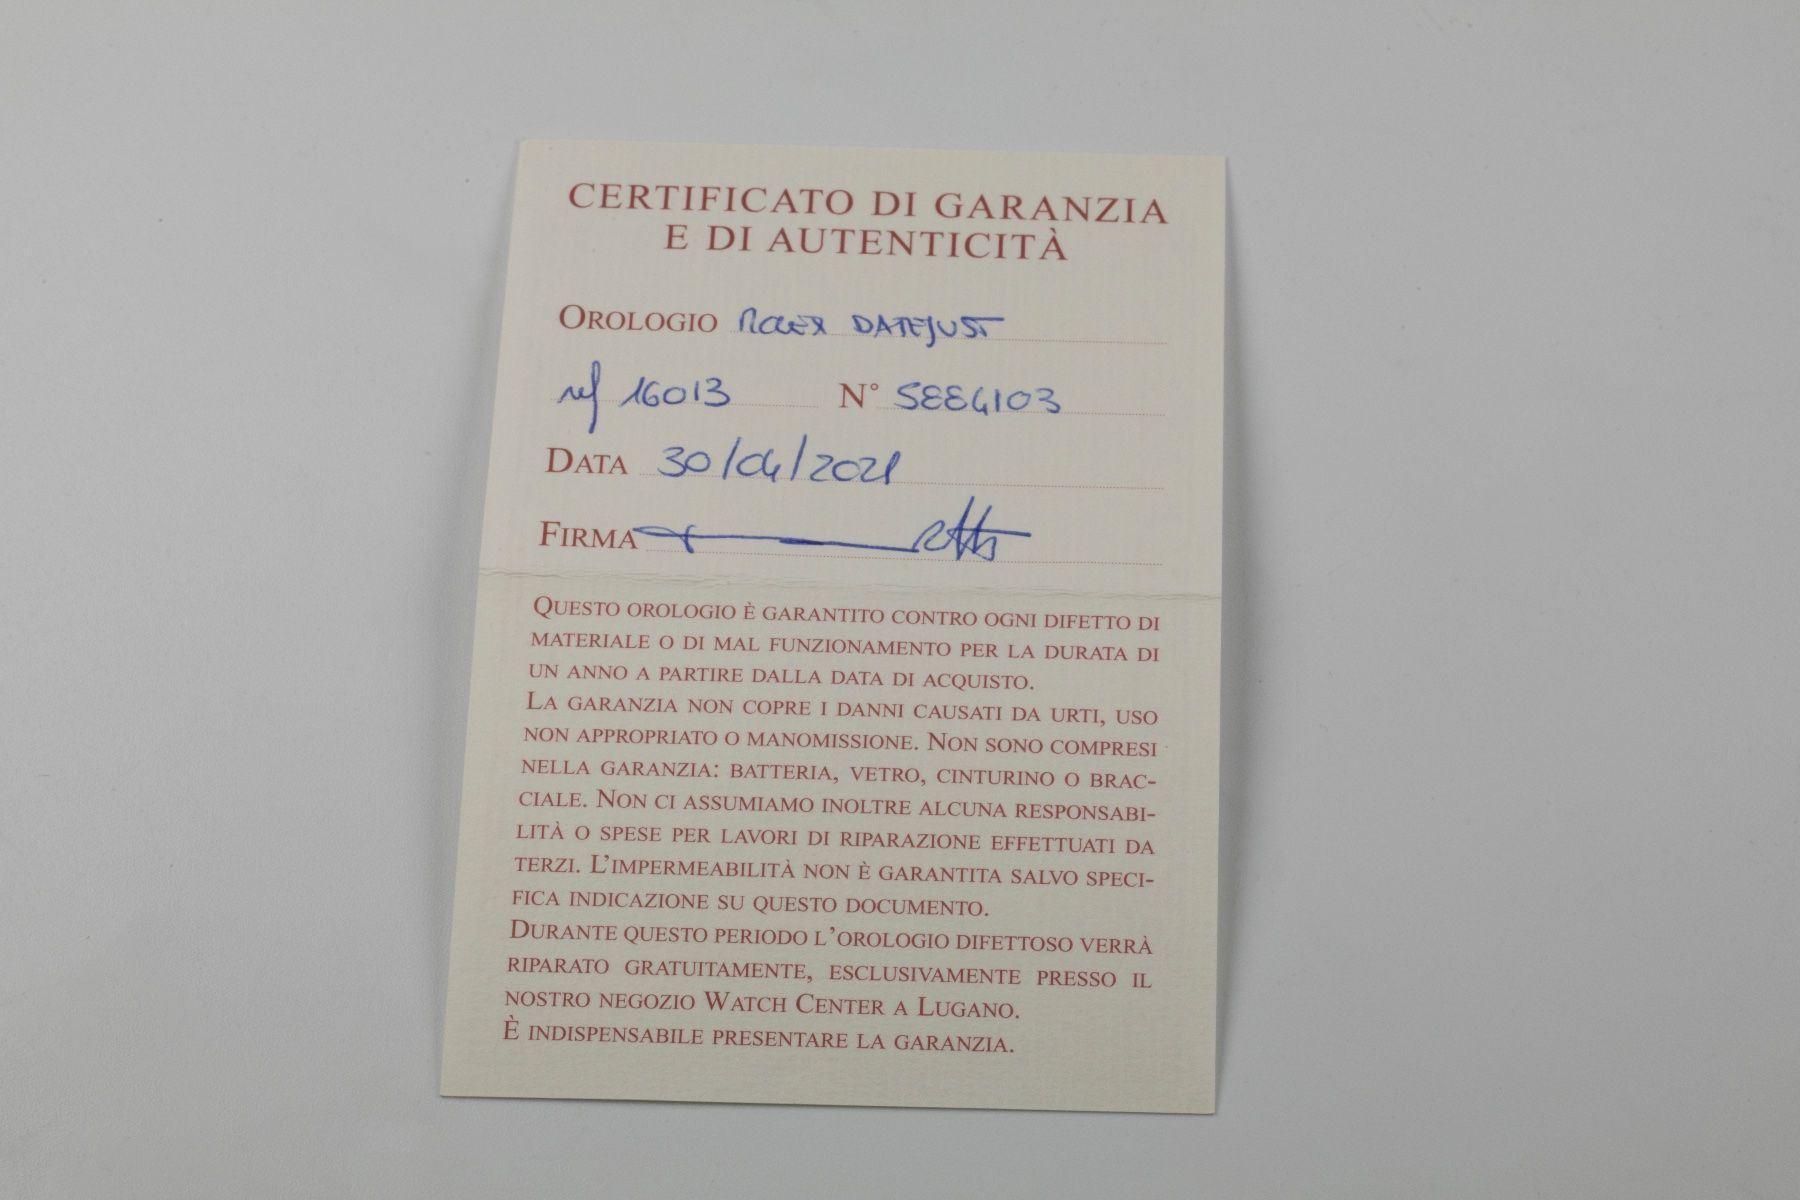 CERTIFICATO DI GARANZIA
E DI AUTENTICITÀ
OROLOGIO ROLEX DATEJUST
ref 16013 N° 5884103
DATA 30/04/2021
FIRMA
QUESTO OROLOGIO È GARANTITO CONTRO OGNI DIFETTO DI
MATERIALE O DI MAL FUNZIONAMENTO PER LA DURATA DI
UN ANNO A PARTIRE DALLA DATA DI ACQUISTO.
LA GARANZIA NON COPRE I DANNI CAUSATI DA URTI, USO
NON APPROPRIATO O MANOMISSIONE. NON SONO COMPRESI
NELLA GARANZIA: BATTERIA, VETRO, CINTURINO O BRAC-
CIALE. NON CI ASSUMIAMO INOLTRE ALCUNA RESPONSABI-
LITÀ O SPESE PER LAVORI DI RIPARAZIONE EFFETTUATI DA
TERZI. L'IMPERMEABILITÀ NON È GARANTITA SALVO SPECI-
FICA INDICAZIONE SU QUESTO DOCUMENTO.
DURANTE QUESTO PERIODO L'OROLOGIO DIFETTOSO VERRÀ
RIPARATO GRATUITAMENTE, ESCLUSIVAMENTE PRESSO IL
NOSTRO NEGOZIO WATCH CENTER A LUGANO.
È INDISPENSABILE PRESENTARE LA GARANZIA.